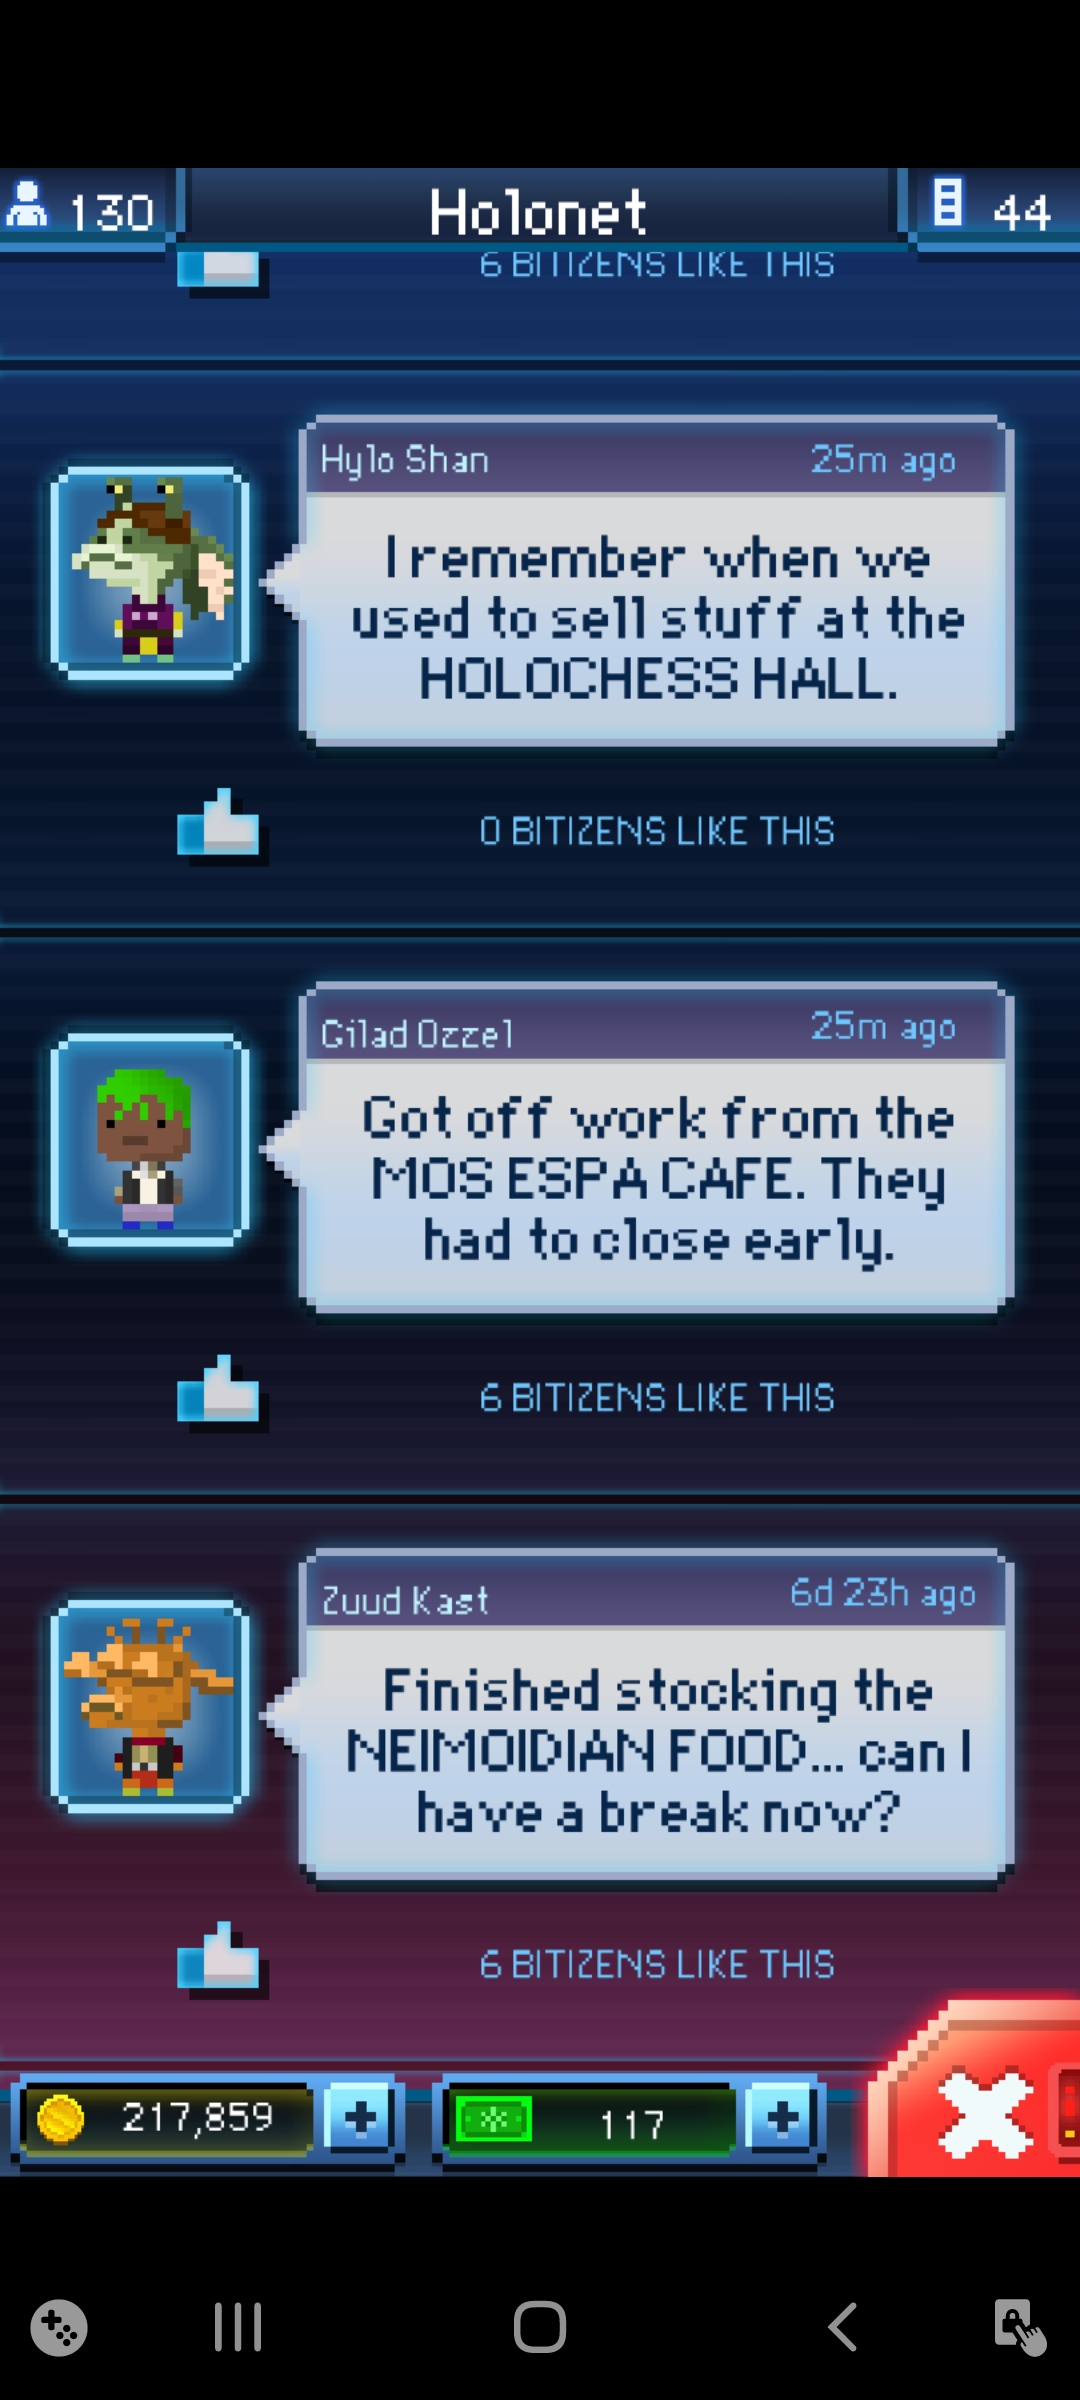 130
Holonet
44
6 BITIZENS LIKE THIS
Hylo Shan
25m ago
I remember when we
used to sell stuff at the
HOLOCHESS HALL.
0 BITIZENS LIKE THIS
Gilad Ozzel
25m ago
Got off work from the
MOS ESPA CAFE. They
had to close early.
6 BITIZENS LIKE THIS
Zuud Kast
6d 23h ago
Finished stocking the
NEIMOIDIAN FOOD... can I
have a break now?
6 BITIZENS LIKE THIS
217,859
117